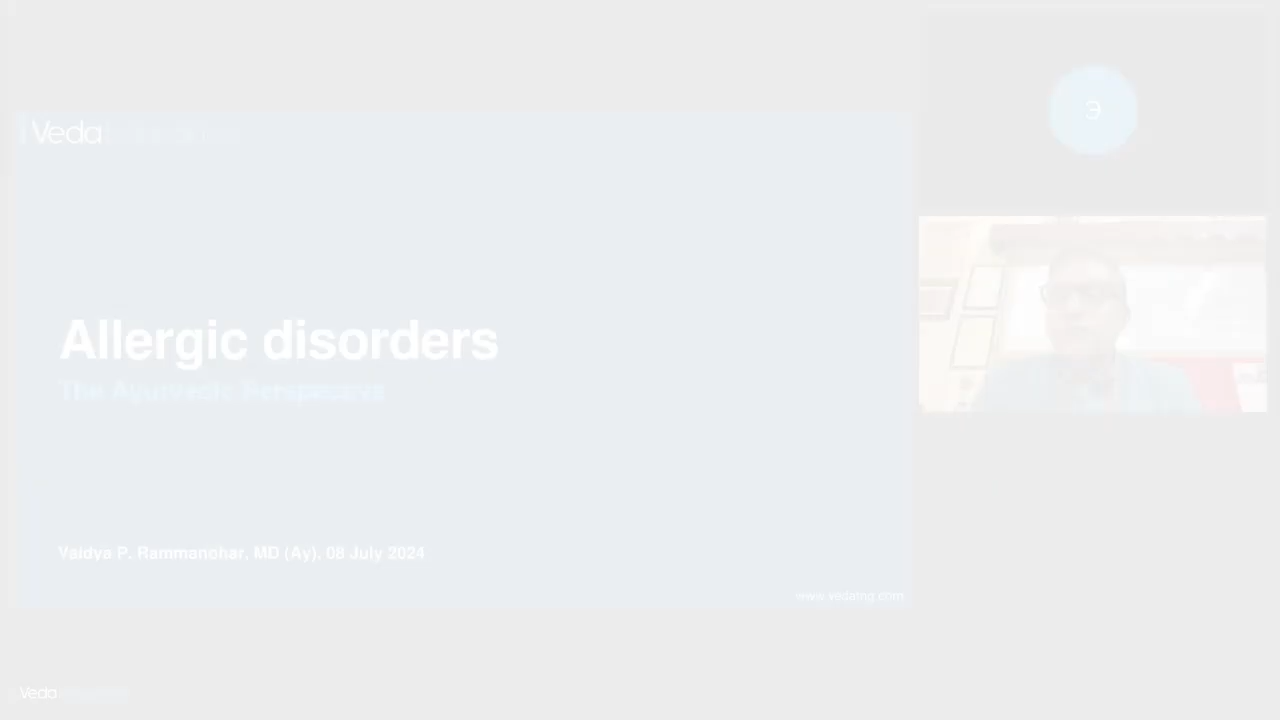 Veda
Э
Allergic disorders
The Ayurvedic Perspective
Vaidya P. Rammanohar, MD (Ay), 08 July 2024
Veda